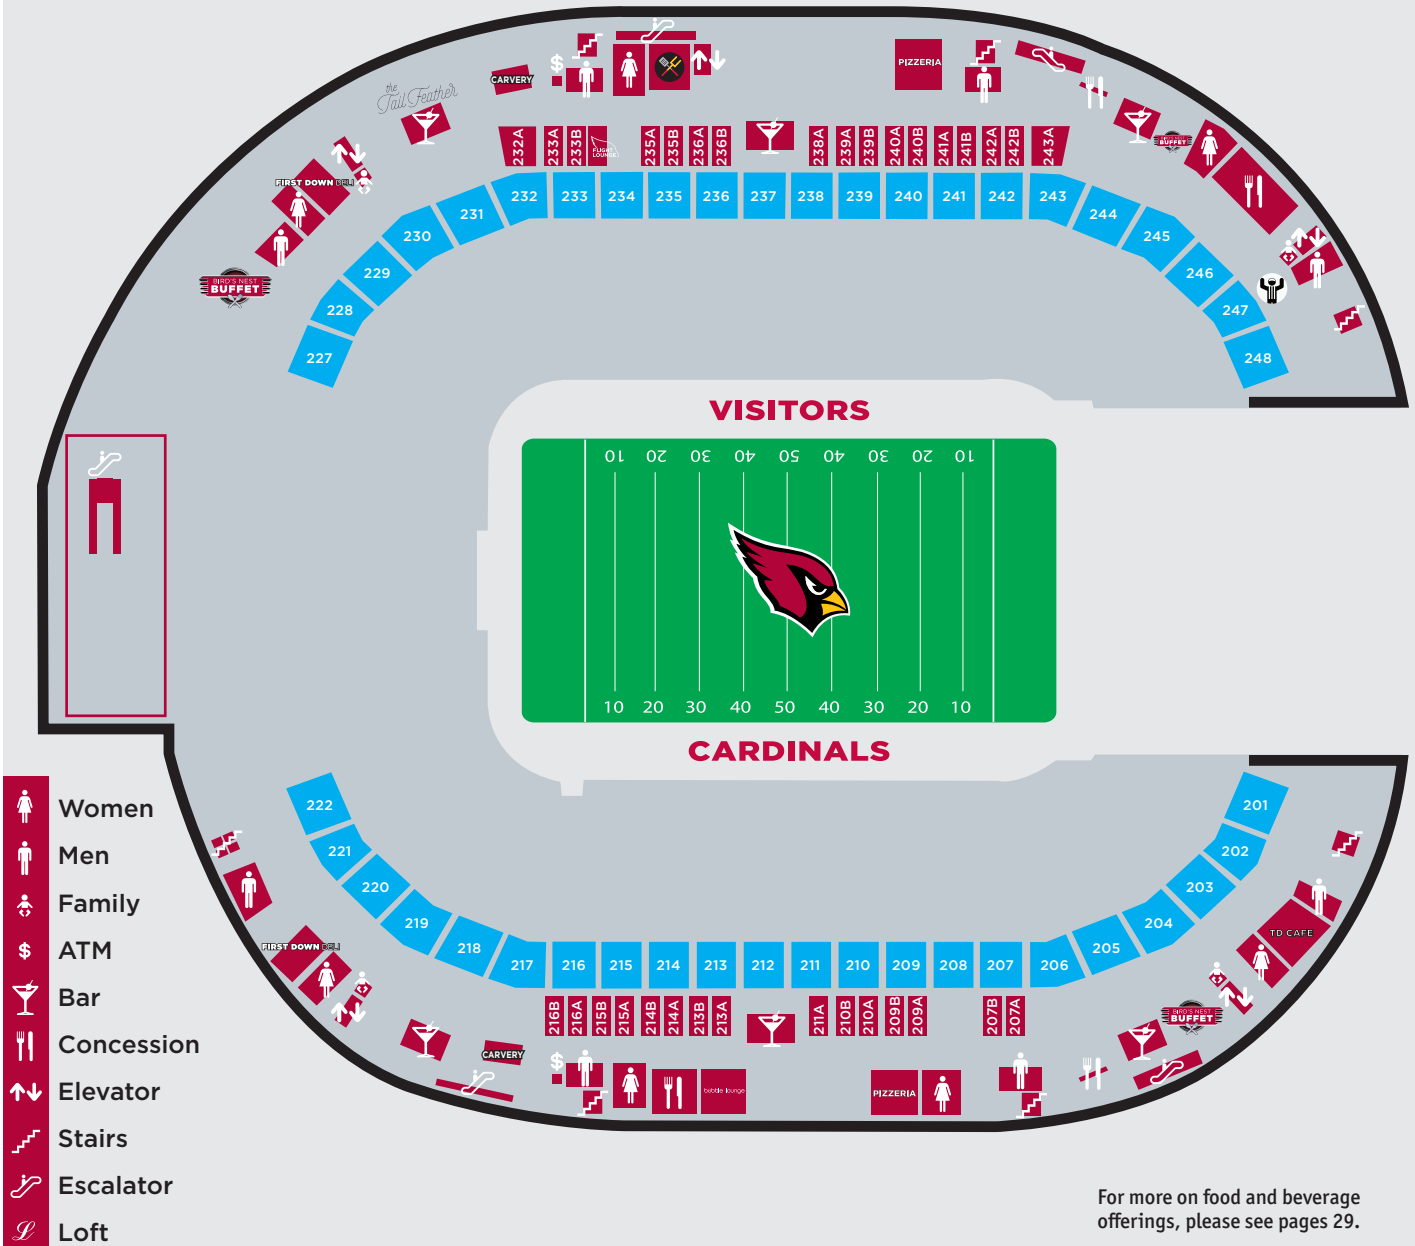 the
Tail Feather
CARVERY
$
PIZZERIA
232A
233A
233B
FLIGHT
LOUNGE
235A
235B
236A
236B
238A
239A
239B
240A
240B
241A
241B
242A
242B
243A
BIRD'S NEST
BUFFET
FIRST DOWN DELI
BIRD'S NEST
BUFFET
227
228
229
230
231
232
233
234
235
236
237
238
239
240
241
242
243
244
245
246
247
248
VISITORS
10 20 30 40 50 40 30 20 10
10 20 30 40 50 40 30 20 10
CARDINALS
222
221
220
219
218
217
216
215
214
213
212
211
210
209
208
207
206
205
204
203
202
201
216B
216A
215B
215A
214B
214A
213B
213A
211A
210B
210A
209B
209A
207B
207A
FIRST DOWN DELI
CARVERY
$
bubble lounge
PIZZERIA
BIRD'S NEST
BUFFET
TD CAFE
Women
Men
Family
$ ATM
Bar
Concession
Elevator
Stairs
Escalator
L Loft
For more on food and beverage
offerings, please see pages 29.